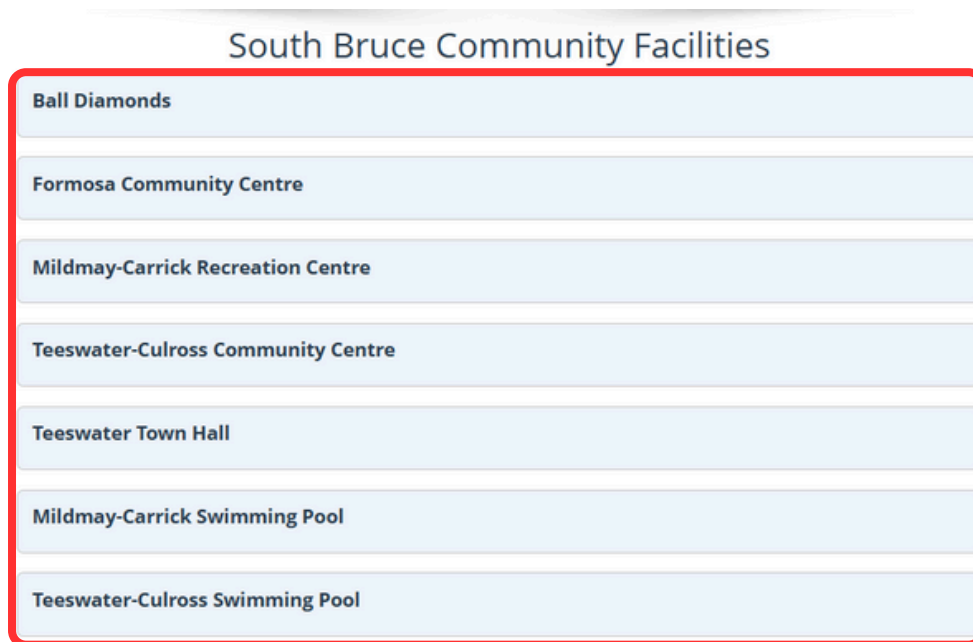 South Bruce Community Facilities
Ball Diamonds
Formosa Community Centre
Mildmay-Carrick Recreation Centre
Teeswater-Culross Community Centre
Teeswater Town Hall
Mildmay-Carrick Swimming Pool
Teeswater-Culross Swimming Pool